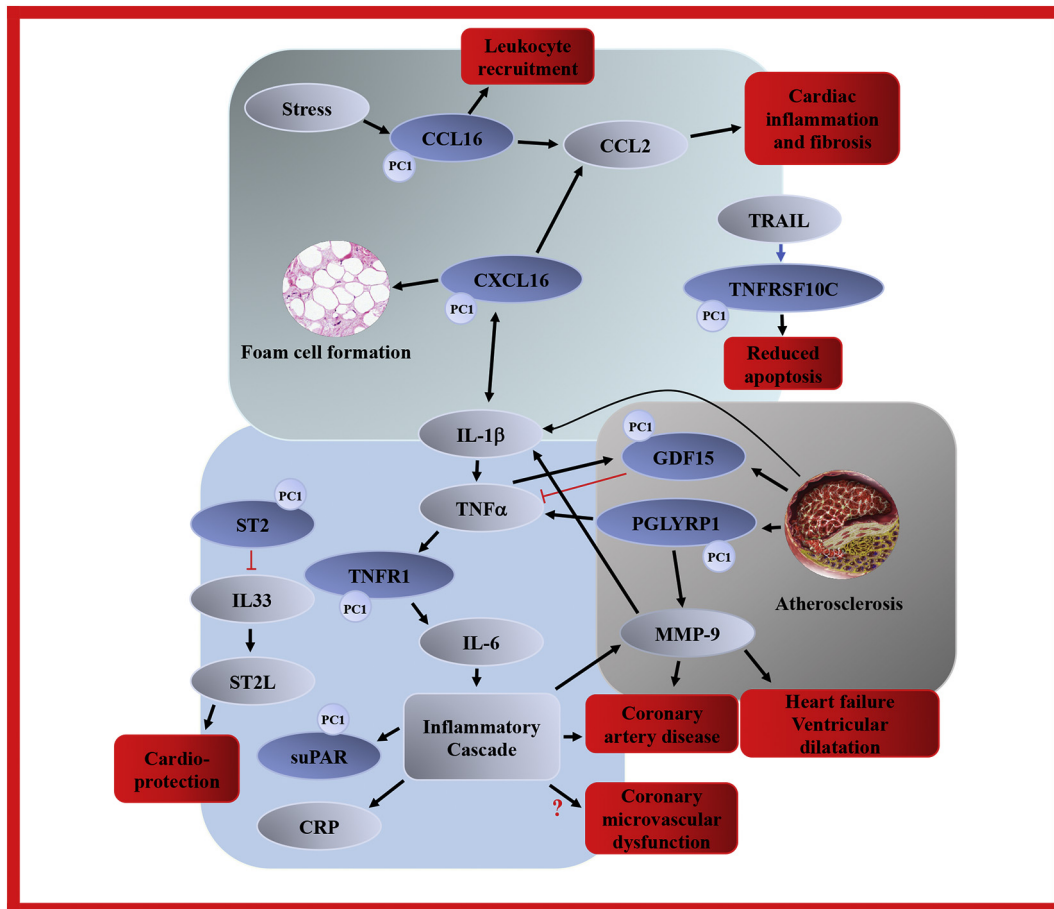 Leukocyte
recruitment
Stress
CCL16
PC1
CCL2
Cardiac
inflammation
and fibrosis
TRAIL
TNFRSF10C
PC1
Reduced
apoptosis
CXCL16
PC1
Foam cell formation
IL-1β
PC1
GDF15
TNFα
PGLYRP1
PC1
Atherosclerosis
PC1
ST2
TNFR1
PC1
IL33
IL-6
MMP-9
ST2L
PC1
suPAR
Inflammatory
Cascade
Coronary
artery disease
Heart failure
Ventricular
dilatation
Cardio-
protection
CRP
?
Coronary
microvascular
dysfunction